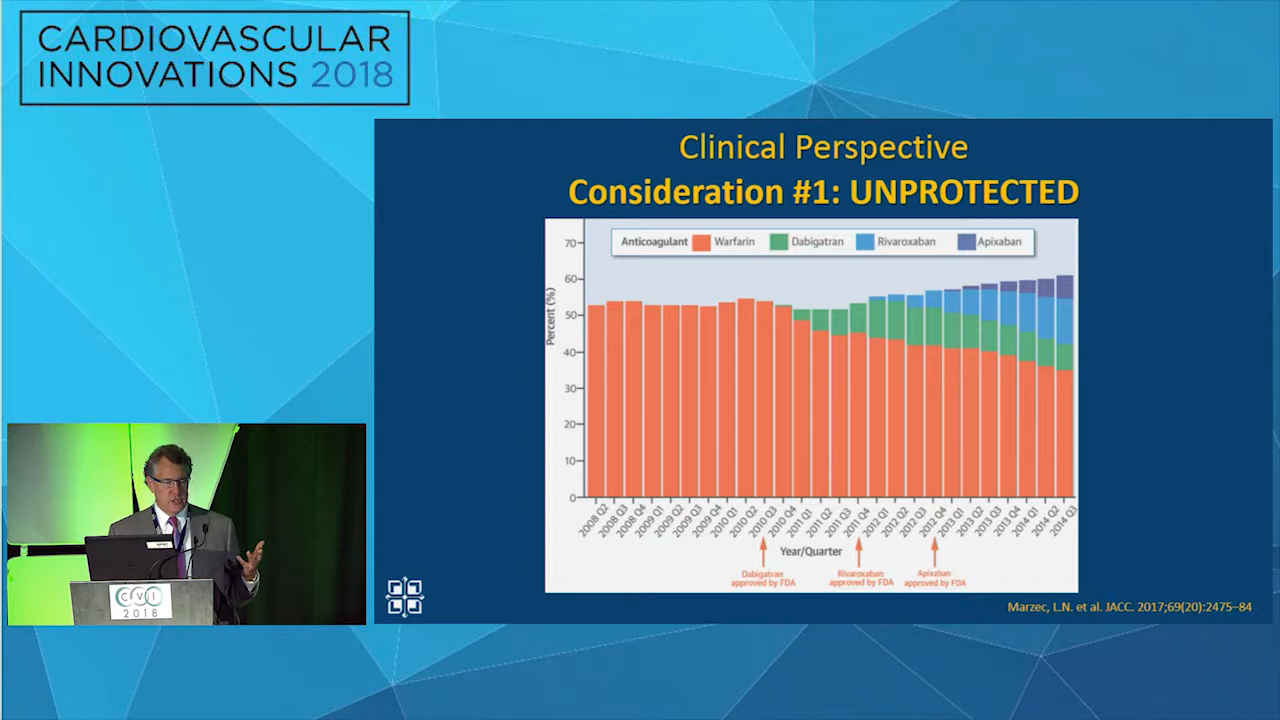 CARDIOVASCULAR
INNOVATIONS 2018
Clinical Perspective
Consideration #1: UNPROTECTED
Anticoagulant Warfarin Dabigatran Rivaroxaban Apixaban
Percent (%)
70
60
50
40
30
20
10
0
2008 Q2
2008 Q3
2008 Q4
2009 Q1
2009 Q2
2009 Q3
2009 Q4
2010 Q1
2010 Q2
2010 Q3
2010 Q4
2011 Q1
2011 Q2
2011 Q3
2011 Q4
2012 Q1
2012 Q2
2012 Q3
2012 Q4
2013 Q1
2013 Q2
2013 Q3
2013 Q4
2014 Q1
2014 Q2
2014 Q3
Year/Quarter
Dabigatran
approved by FDA
Rivaroxaban
approved by FDA
Apixaban
approved by FDA
Marzec, L.N. et al. JACC. 2017;69(20):2475–84
CVI
2018